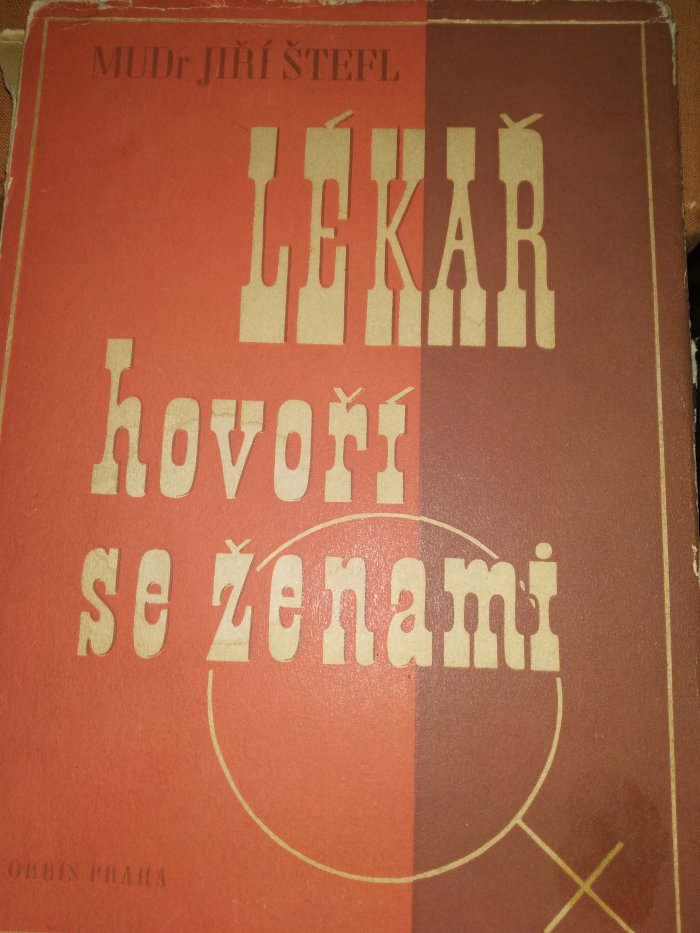 MUDr JIŘÍ ŠTEFL
LÉKAŘ
hovoří
se ženami
ORBIS PRAHA